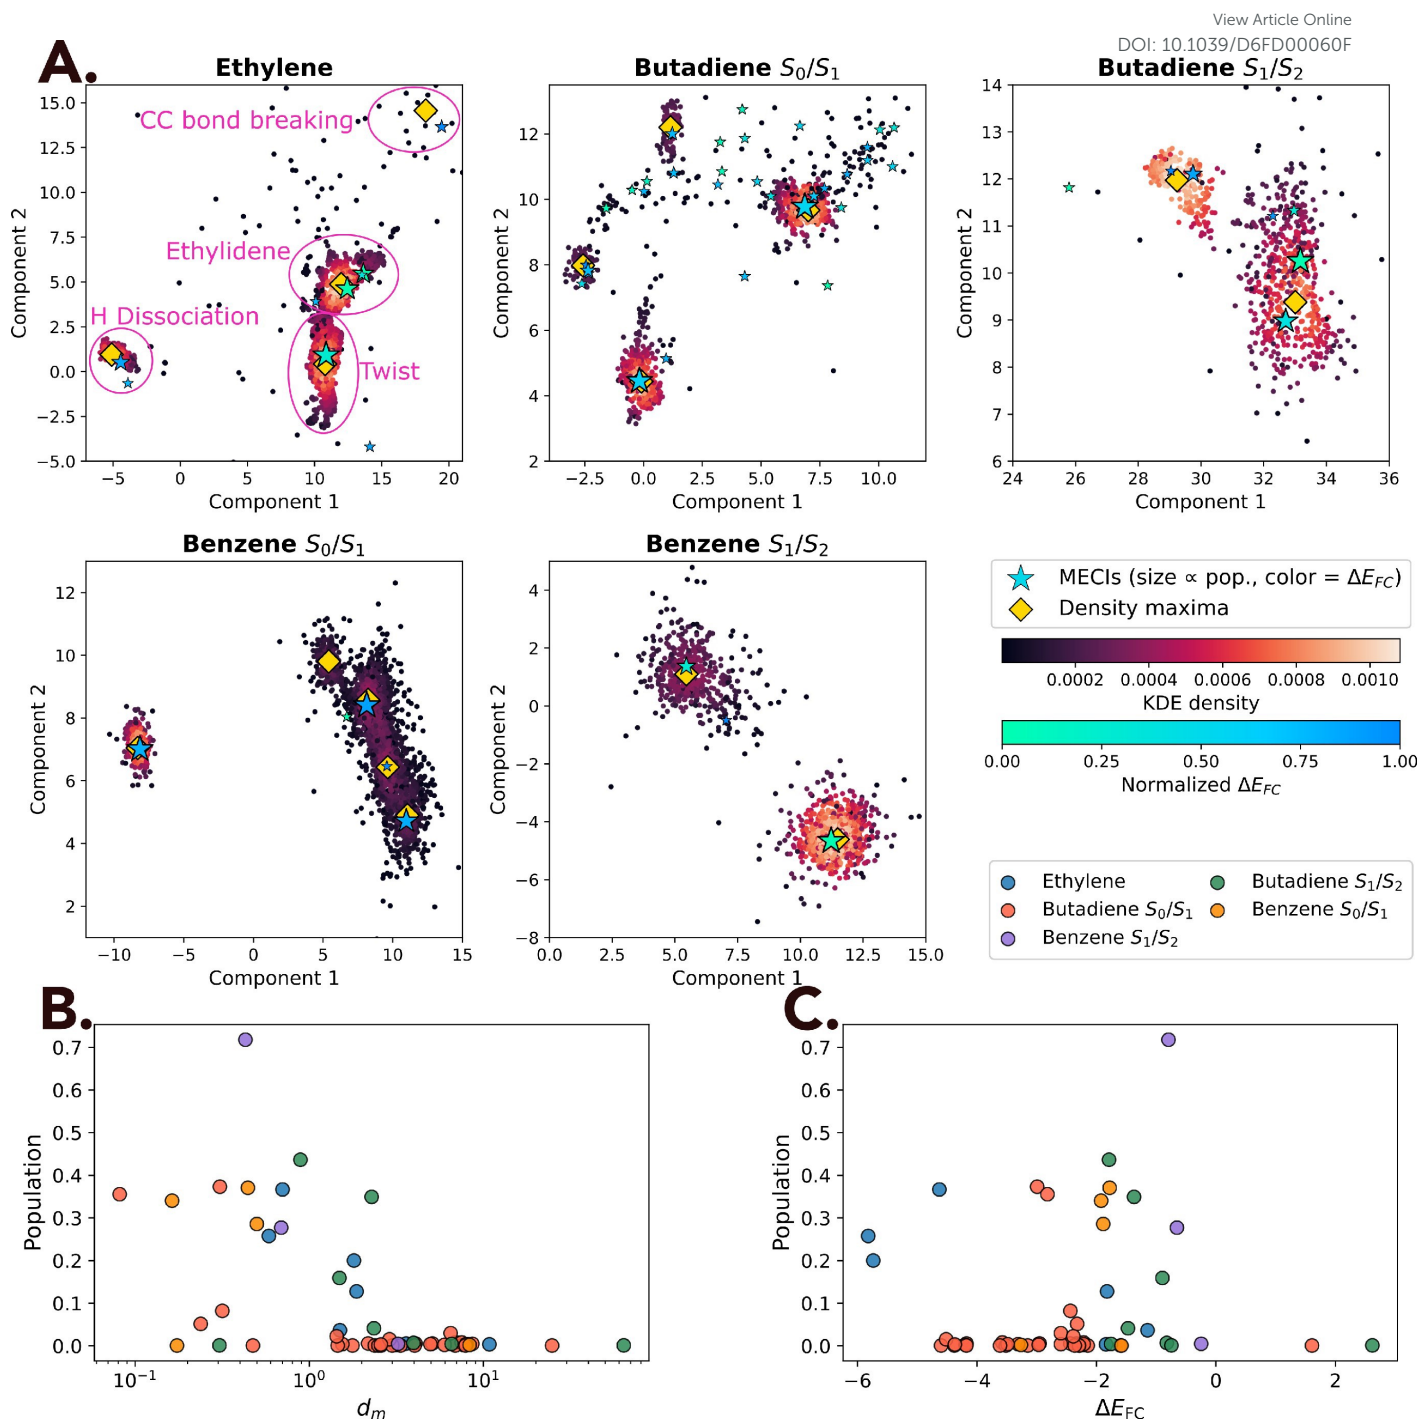 View Article Online
DOI: 10.1039/D6FD00060F
A.
Ethylene
Butadiene S0/S1
Butadiene S1/S2
CC bond breaking
Ethylidene
H Dissociation
Twist
Component 2
15.0
12.5
10.0
7.5
5.0
2.5
0.0
−2.5
−5.0
−5
0
5
10
15
20
Component 1
Component 2
12
10
8
6
4
2
−2.5
0.0
2.5
5.0
7.5
10.0
Component 1
Component 2
14
13
12
11
10
9
8
7
6
24
26
28
30
32
34
36
Component 1
Benzene S0/S1
Benzene S1/S2
Component 2
12
10
8
6
4
2
−10
−5
0
5
10
15
Component 1
Component 2
4
2
0
−2
−4
−6
−8
0.0
2.5
5.0
7.5
10.0
12.5
15.0
Component 1
MECIs (size ∝ pop., color = ΔEFC)
Density maxima
0.0002 0.0004 0.0006 0.0008 0.0010
KDE density
0.00 0.25 0.50 0.75 1.00
Normalized ΔEFC
Ethylene
Butadiene S0/S1
Benzene S1/S2
Butadiene S1/S2
Benzene S0/S1
B.
Population
0.7
0.6
0.5
0.4
0.3
0.2
0.1
0.0
10−1
100
101
dm
C.
Population
0.7
0.6
0.5
0.4
0.3
0.2
0.1
0.0
−6
−4
−2
0
2
ΔEFC